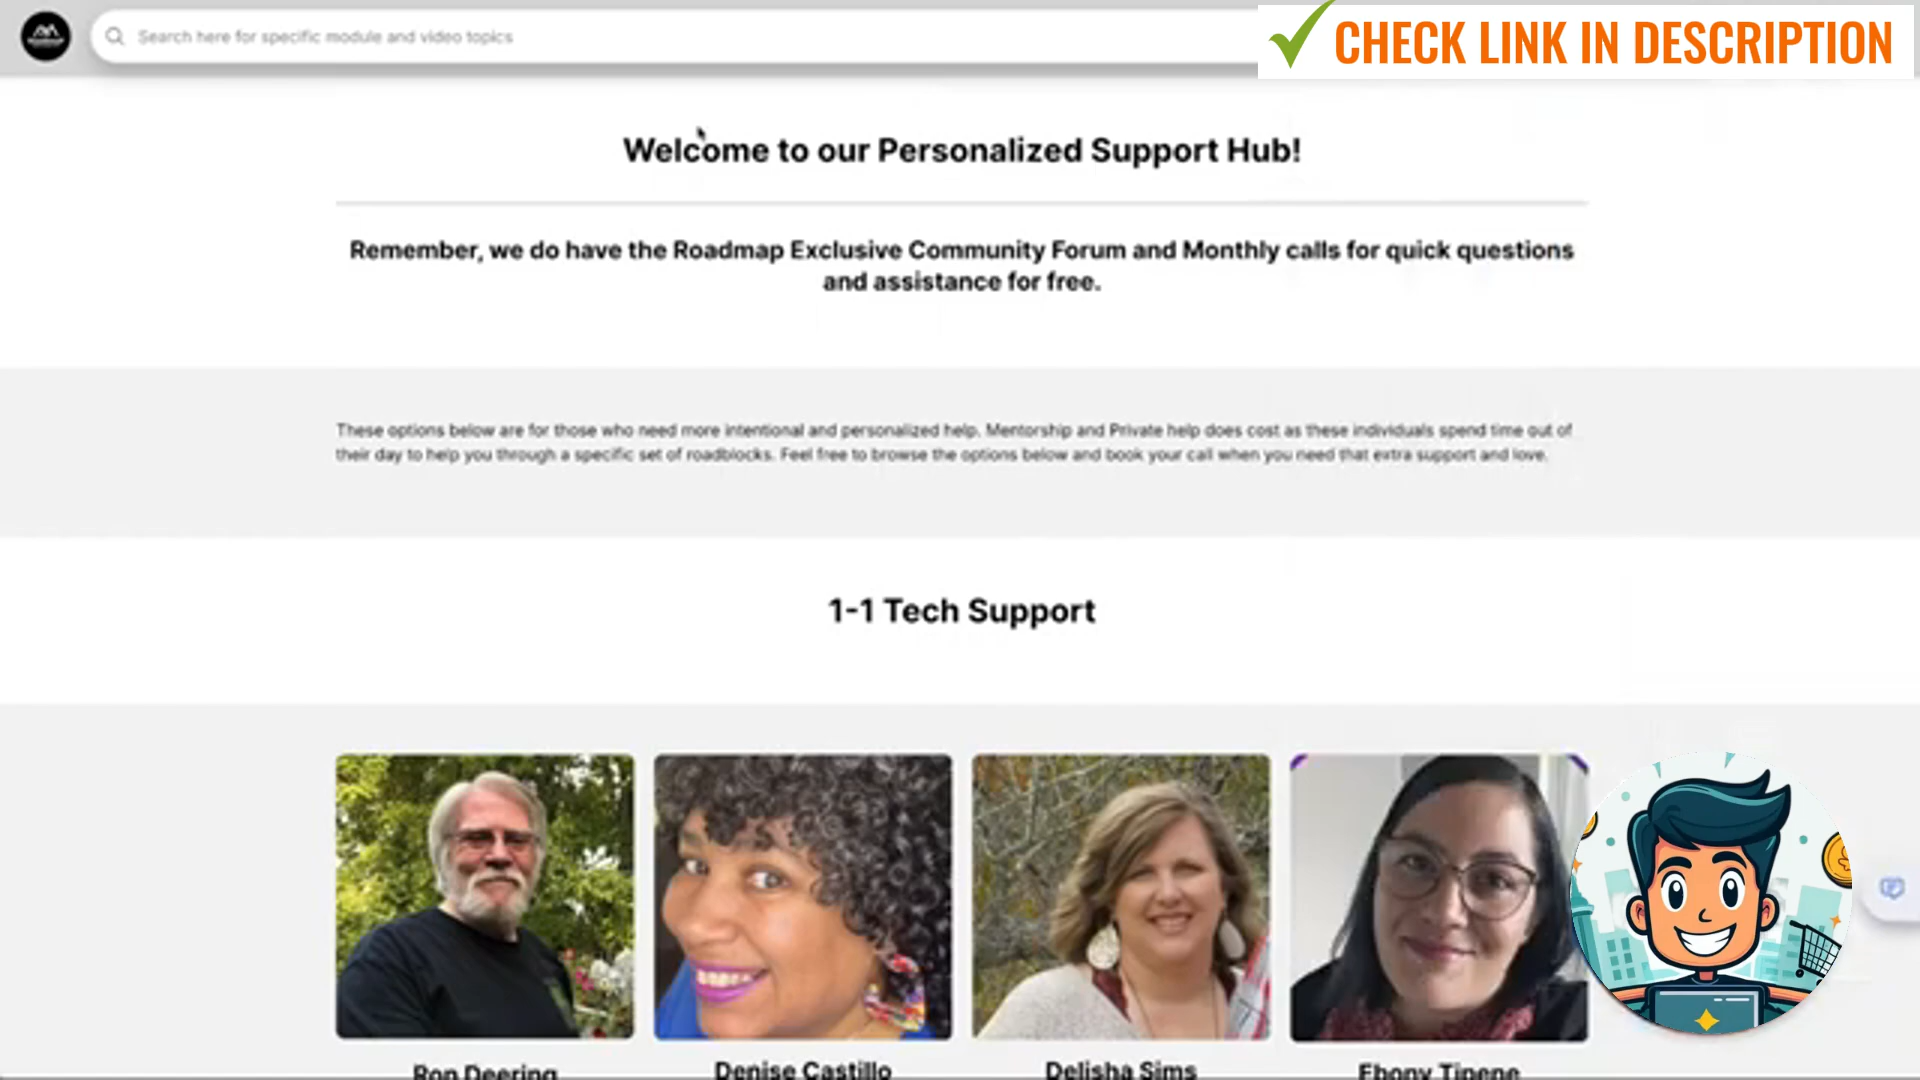 Search here for specific module and video topics
CHECK LINK IN DESCRIPTION
Welcome to our Personalized Support Hub!
Remember, we do have the Roadmap Exclusive Community Forum and Monthly calls for quick questions
and assistance for free.
These options below are for those who need more intentional and personalized help. Mentorship and Private help does cost as these individuals spend time out of
their day to help you through a specific set of roadblocks. Feel free to browse the options below and book your call when you need that extra support and love.
1-1 Tech Support
Ron Deering
Denise Castillo
Delisha Sims
Ebony Tipene